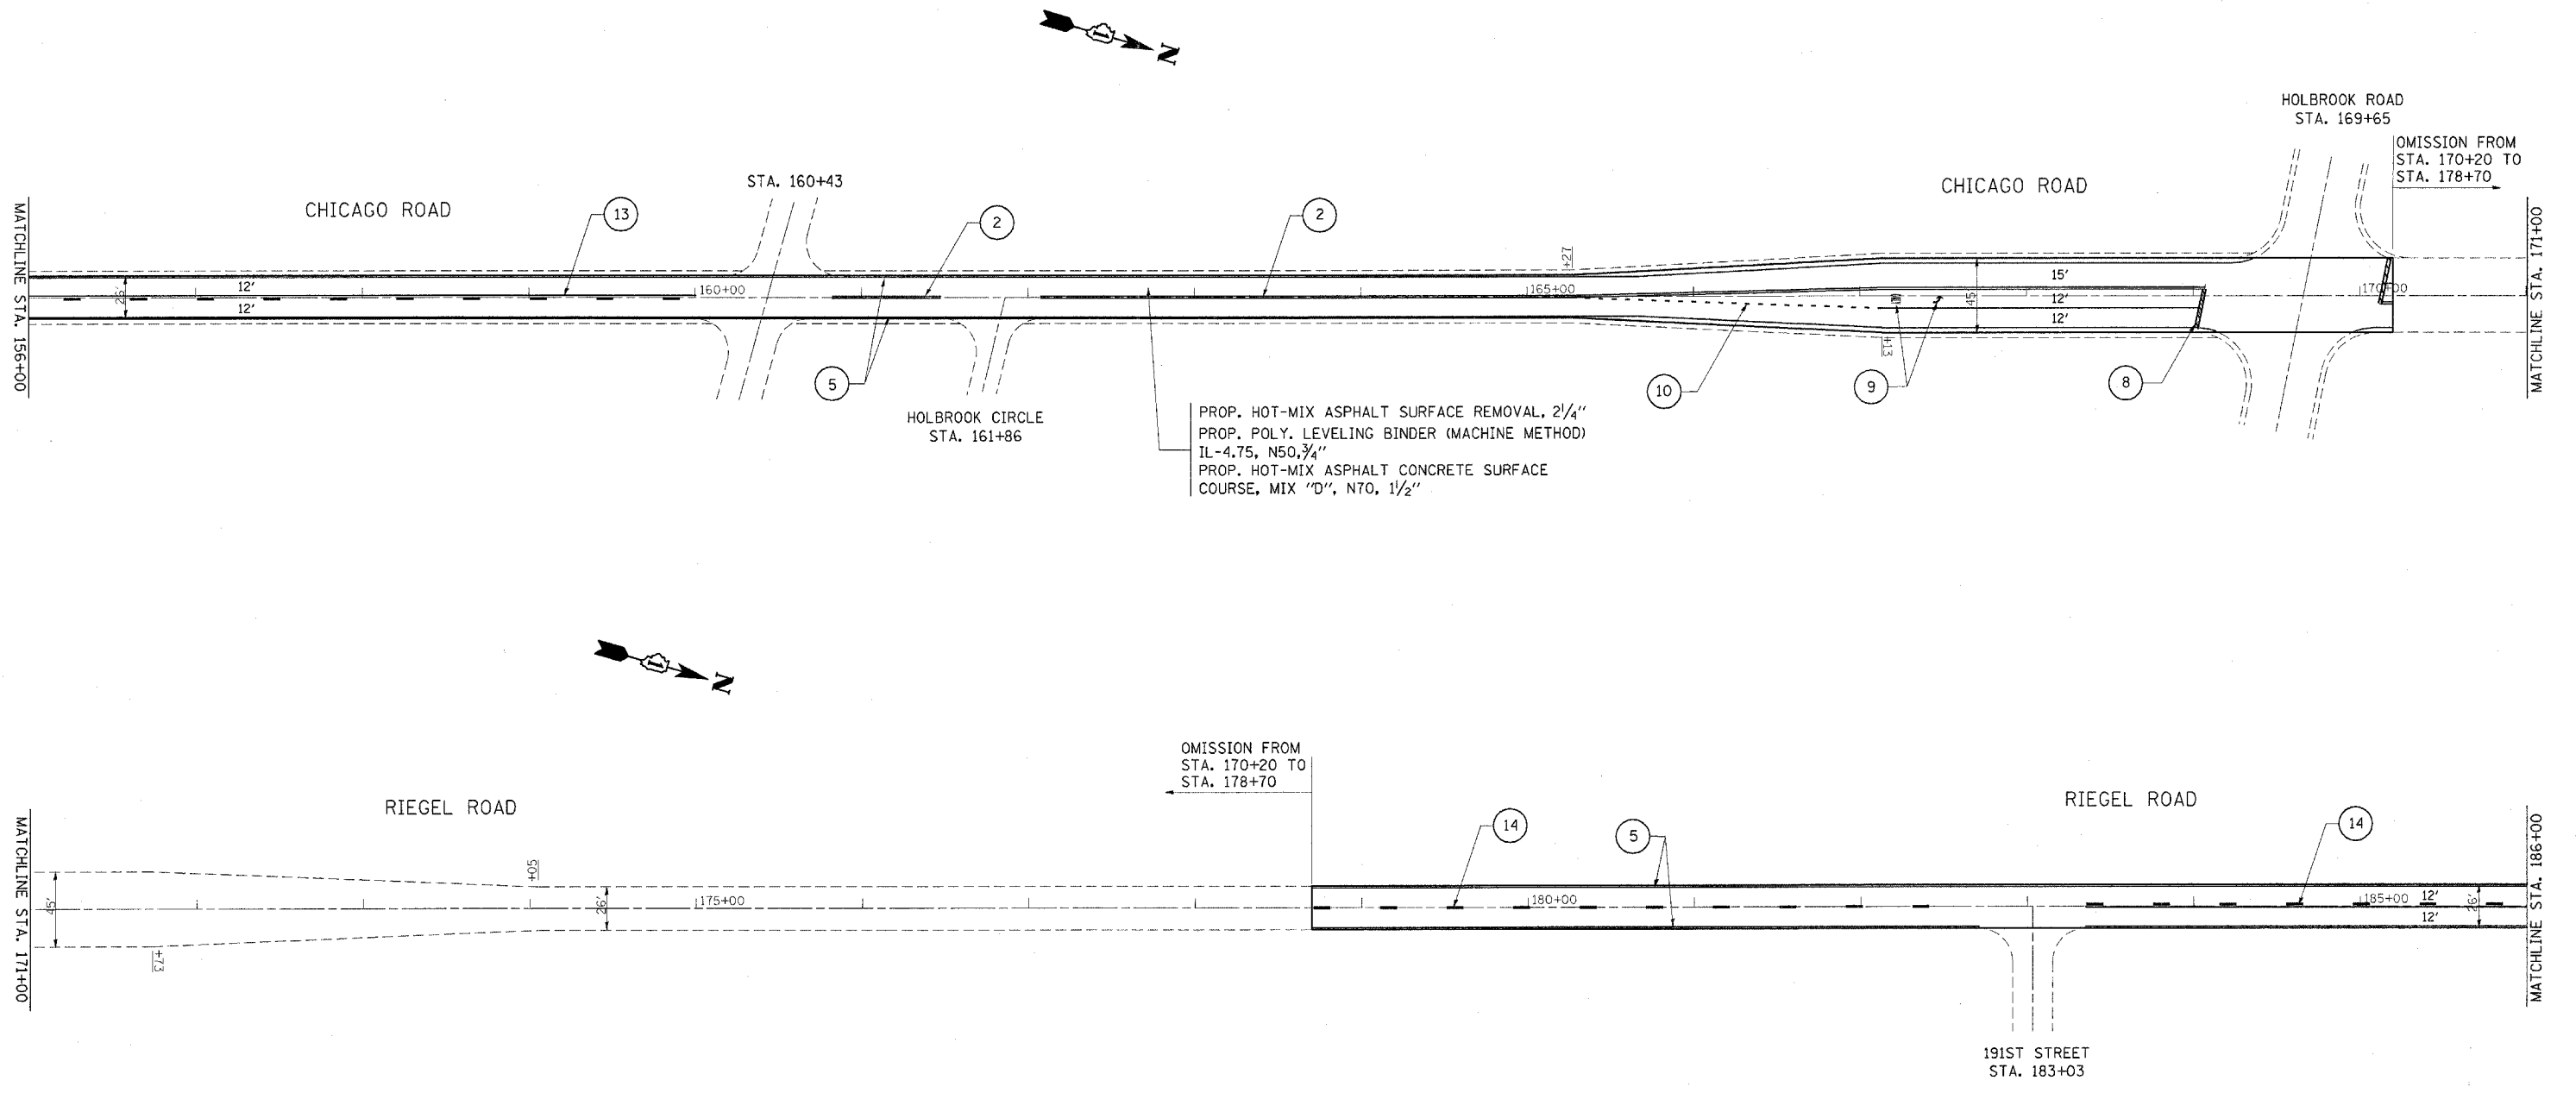 N
HOLBROOK ROAD
STA. 169+65
OMISSION FROM
STA. 170+20 TO
STA. 178+70
MATCHLINE STA. 156+00
CHICAGO ROAD
13
STA. 160+43
2
2
+27
CHICAGO ROAD
MATCHLINE STA. 171+00
26'
12'
12'
160+00
165+00
15'
12'
12'
45'
170+00
+13
5
10
9
8
HOLBROOK CIRCLE
STA. 161+86
PROP. HOT-MIX ASPHALT SURFACE REMOVAL, 2 1/4"
PROP. POLY. LEVELING BINDER (MACHINE METHOD)
IL-4.75, N50, 3/4"
PROP. HOT-MIX ASPHALT CONCRETE SURFACE
COURSE, MIX "D", N70, 1 1/2"
N
OMISSION FROM
STA. 170+20 TO
STA. 178+70
MATCHLINE STA. 171+00
RIEGEL ROAD
+05
14
5
RIEGEL ROAD
14
MATCHLINE STA. 186+00
45'
+73
26'
175+00
180+00
185+00
12'
12'
26'
191ST STREET
STA. 183+03